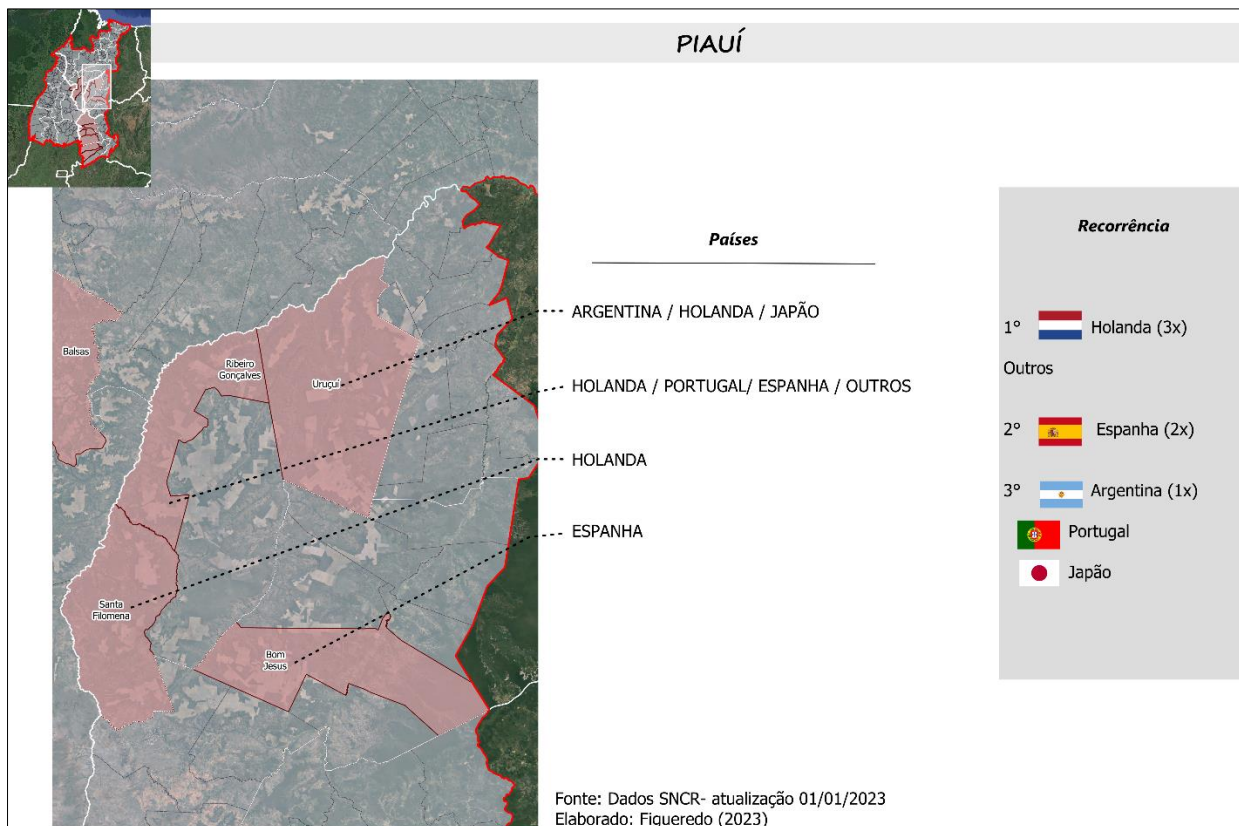 PIAUÍ
Países
ARGENTINA / HOLANDA / JAPÃO
HOLANDA / PORTUGAL/ ESPANHA / OUTROS
HOLANDA
ESPANHA
Balsas
Ribeiro
Gonçalves
Uruçuí
Santa
Filomena
Bom
Jesus
Recorrência
1° Holanda (3x)
Outros
2° Espanha (2x)
3° Argentina (1x)
Portugal
Japão
Fonte: Dados SNCR- atualização 01/01/2023
Elaborado: Figueredo (2023)